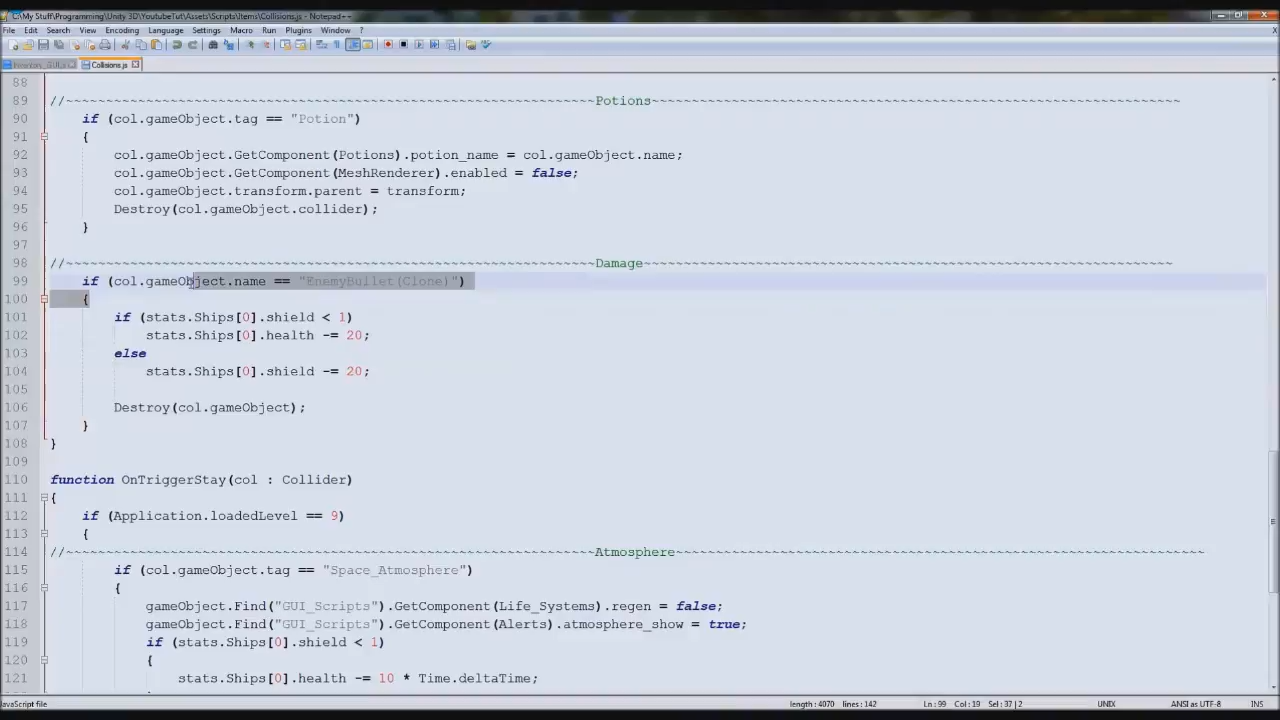 C:\My Stuff\Programming\Unity 3D\YoutubeTut\Assets\Scripts\Items\Collisions.js - Notepad++
File Edit Search View Encoding Language Settings Macro Run Plugins Window ?
Collisions.js
88
89 //~~~~~~~~~~~~~~~~~~~~~~~~~~~~~~~~~~~~~~~~~~~~~~~~~~~~~~~~~~~~~~~~~~Potions~~~~~~~~~~~~~~~~~~~~~~~~~~~~~~~~~~~~~~~~~~~~~~~~~~~~~~~~~~~~~~~~~~
90 if (col.gameObject.tag == "Potion")
91 {
92 col.gameObject.GetComponent(Potions).potion_name = col.gameObject.name;
93 col.gameObject.GetComponent(MeshRenderer).enabled = false;
94 col.gameObject.transform.parent = transform;
95 Destroy(col.gameObject.collider);
96 }
97
98 //~~~~~~~~~~~~~~~~~~~~~~~~~~~~~~~~~~~~~~~~~~~~~~~~~~~~~~~~~~~~~~~~~~Damage~~~~~~~~~~~~~~~~~~~~~~~~~~~~~~~~~~~~~~~~~~~~~~~~~~~~~~~~~~~~~~~~~~
99 if (col.gameObject.name == "EnemyBullet(Clone)")
100 {
101 if (stats.Ships[0].shield < 1)
102 stats.Ships[0].health -= 20;
103 else
104 stats.Ships[0].shield -= 20;
105
106 Destroy(col.gameObject);
107 }
108 }
109
110 function OnTriggerStay(col : Collider)
111 {
112 if (Application.loadedLevel == 9)
113 {
114 //~~~~~~~~~~~~~~~~~~~~~~~~~~~~~~~~~~~~~~~~~~~~~~~~~~~~~~~~~~~~~~~~~~Atmosphere~~~~~~~~~~~~~~~~~~~~~~~~~~~~~~~~~~~~~~~~~~~~~~~~~~~~~~~~~~~~~~~~~~
115 if (col.gameObject.tag == "Space_Atmosphere")
116 {
117 gameObject.Find("GUI_Scripts").GetComponent(Life_Systems).regen = false;
118 gameObject.Find("GUI_Scripts").GetComponent(Alerts).atmosphere_show = true;
119 if (stats.Ships[0].shield < 1)
120 {
121 stats.Ships[0].health -= 10 * Time.deltaTime;
JavaScript file length : 4070 lines : 142 Ln : 99 Col : 19 Sel : 37 | 2 UNIX ANSI as UTF-8 INS